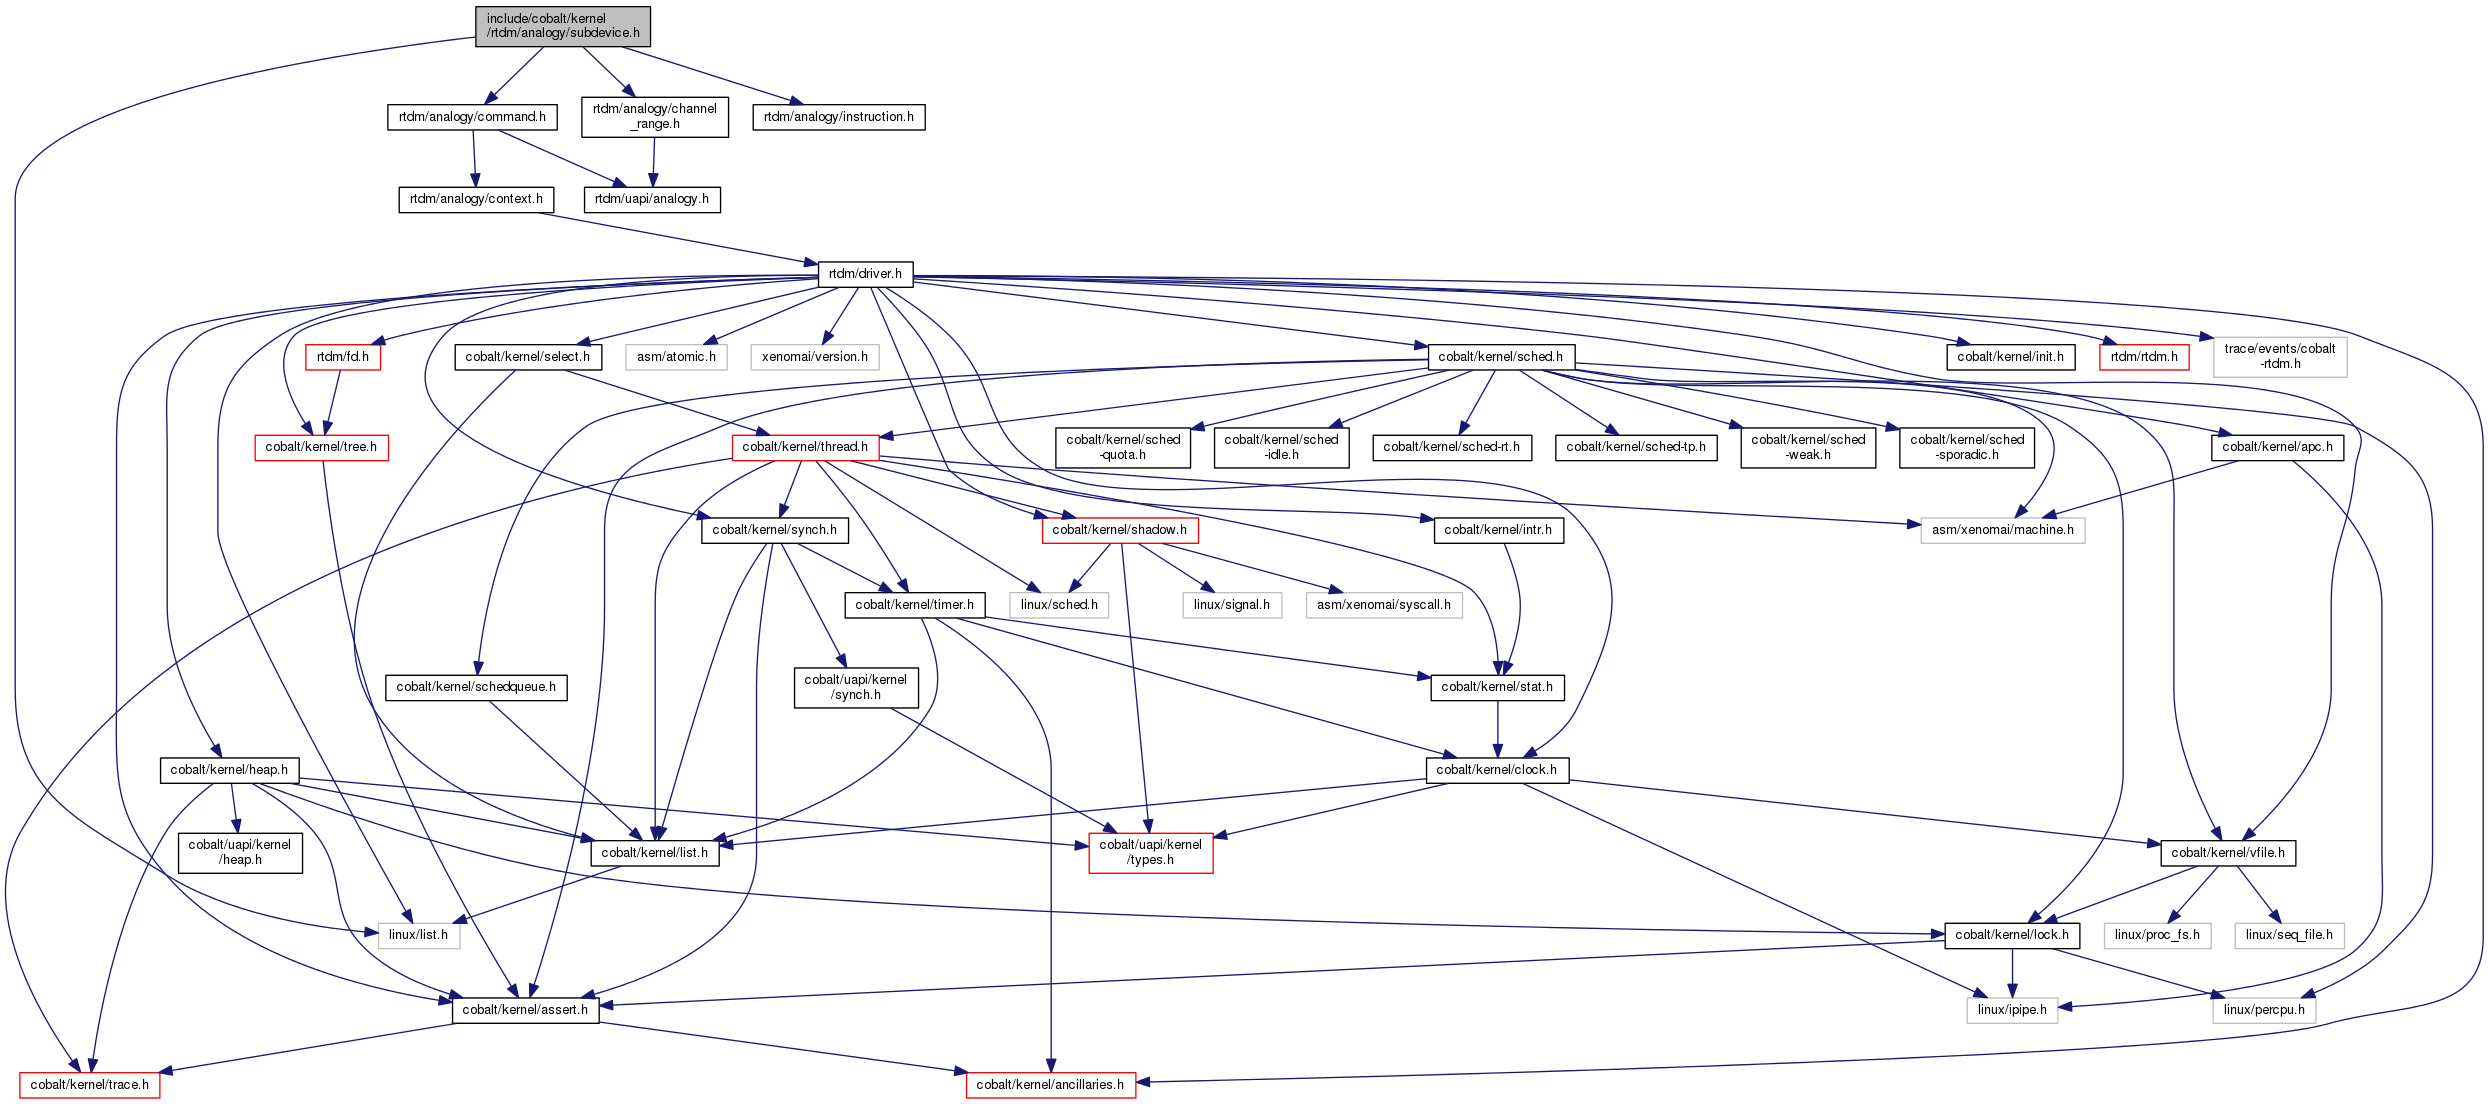 include/cobalt/kernel
/rtdm/analogy/subdevice.h
rtdm/analogy/command.h
rtdm/analogy/channel
_range.h
rtdm/analogy/instruction.h
rtdm/analogy/context.h
rtdm/uapi/analogy.h
rtdm/driver.h
rtdm/fd.h
cobalt/kernel/select.h
asm/atomic.h
xenomai/version.h
cobalt/kernel/sched.h
cobalt/kernel/init.h
rtdm/rtdm.h
trace/events/cobalt
-rtdm.h
cobalt/kernel/tree.h
cobalt/kernel/thread.h
cobalt/kernel/sched
-quota.h
cobalt/kernel/sched
-idle.h
cobalt/kernel/sched-rt.h
cobalt/kernel/sched-tp.h
cobalt/kernel/sched
-weak.h
cobalt/kernel/sched
-sporadic.h
cobalt/kernel/apc.h
cobalt/kernel/synch.h
cobalt/kernel/shadow.h
cobalt/kernel/intr.h
asm/xenomai/machine.h
cobalt/kernel/timer.h
linux/sched.h
linux/signal.h
asm/xenomai/syscall.h
cobalt/kernel/schedqueue.h
cobalt/uapi/kernel
/synch.h
cobalt/kernel/stat.h
cobalt/kernel/heap.h
cobalt/kernel/clock.h
cobalt/uapi/kernel
/heap.h
cobalt/kernel/list.h
cobalt/uapi/kernel
/types.h
cobalt/kernel/vfile.h
linux/list.h
cobalt/kernel/lock.h
linux/proc_fs.h
linux/seq_file.h
cobalt/kernel/assert.h
linux/ipipe.h
linux/percpu.h
cobalt/kernel/trace.h
cobalt/kernel/ancillaries.h